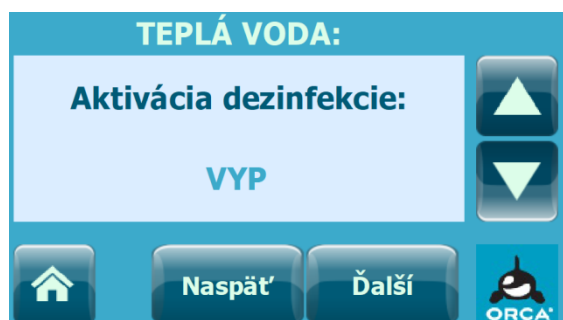 TEPLÁ VODA:
Aktivácia dezinfekcie:
VYP
Naspäť
Ďalší
ORCA